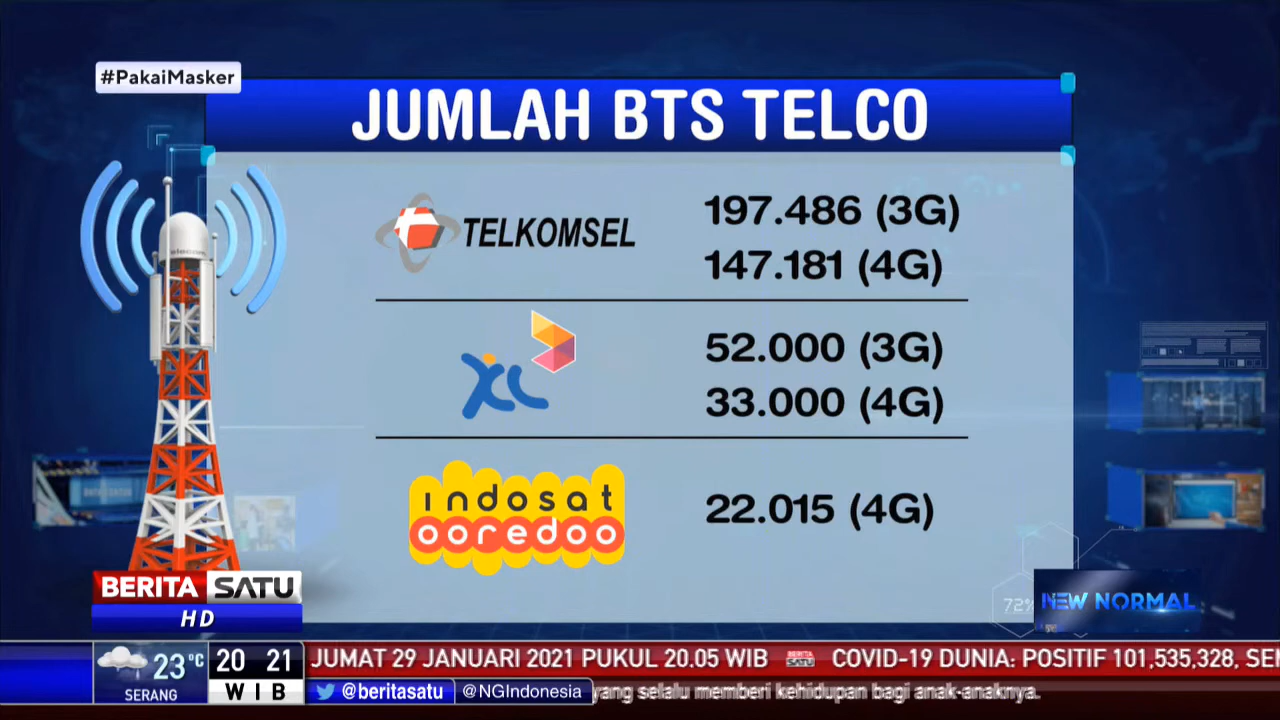 #PakaiMasker
JUMLAH BTS TELCO
TELKOMSEL
197.486 (3G)
147.181 (4G)
XL
52.000 (3G)
33.000 (4G)
indosat
ooredoo
22.015 (4G)
BERITA SATU
HD
72%
NEW NORMAL
23°C
SERANG
20 21
WIB
JUMAT 29 JANUARI 2021 PUKUL 20.05 WIB BERITA SATU COVID-19 DUNIA: POSITIF 101,535,328, SE
@beritasatu @NGIndonesia yang selalu memberi kehidupan bagi anak-anaknya.